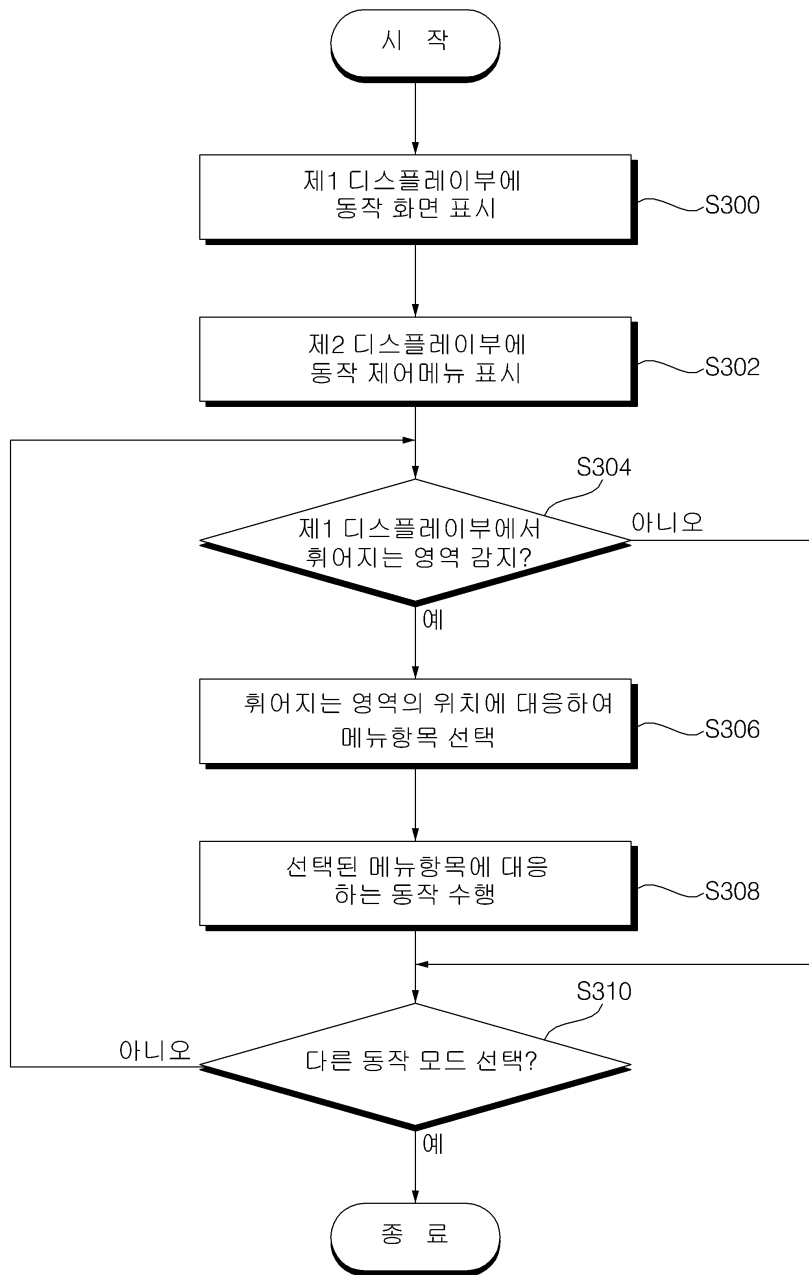 시 작
제1 디스플레이부에
동작 화면 표시
S300
제2 디스플레이부에
동작 제어메뉴 표시
S302
S304
제1 디스플레이부에서
휘어지는 영역 감지?
아니오
예
휘어지는 영역의 위치에 대응하여
메뉴항목 선택
S306
선택된 메뉴항목에 대응
하는 동작 수행
S308
S310
아니오
다른 동작 모드 선택?
예
종 료